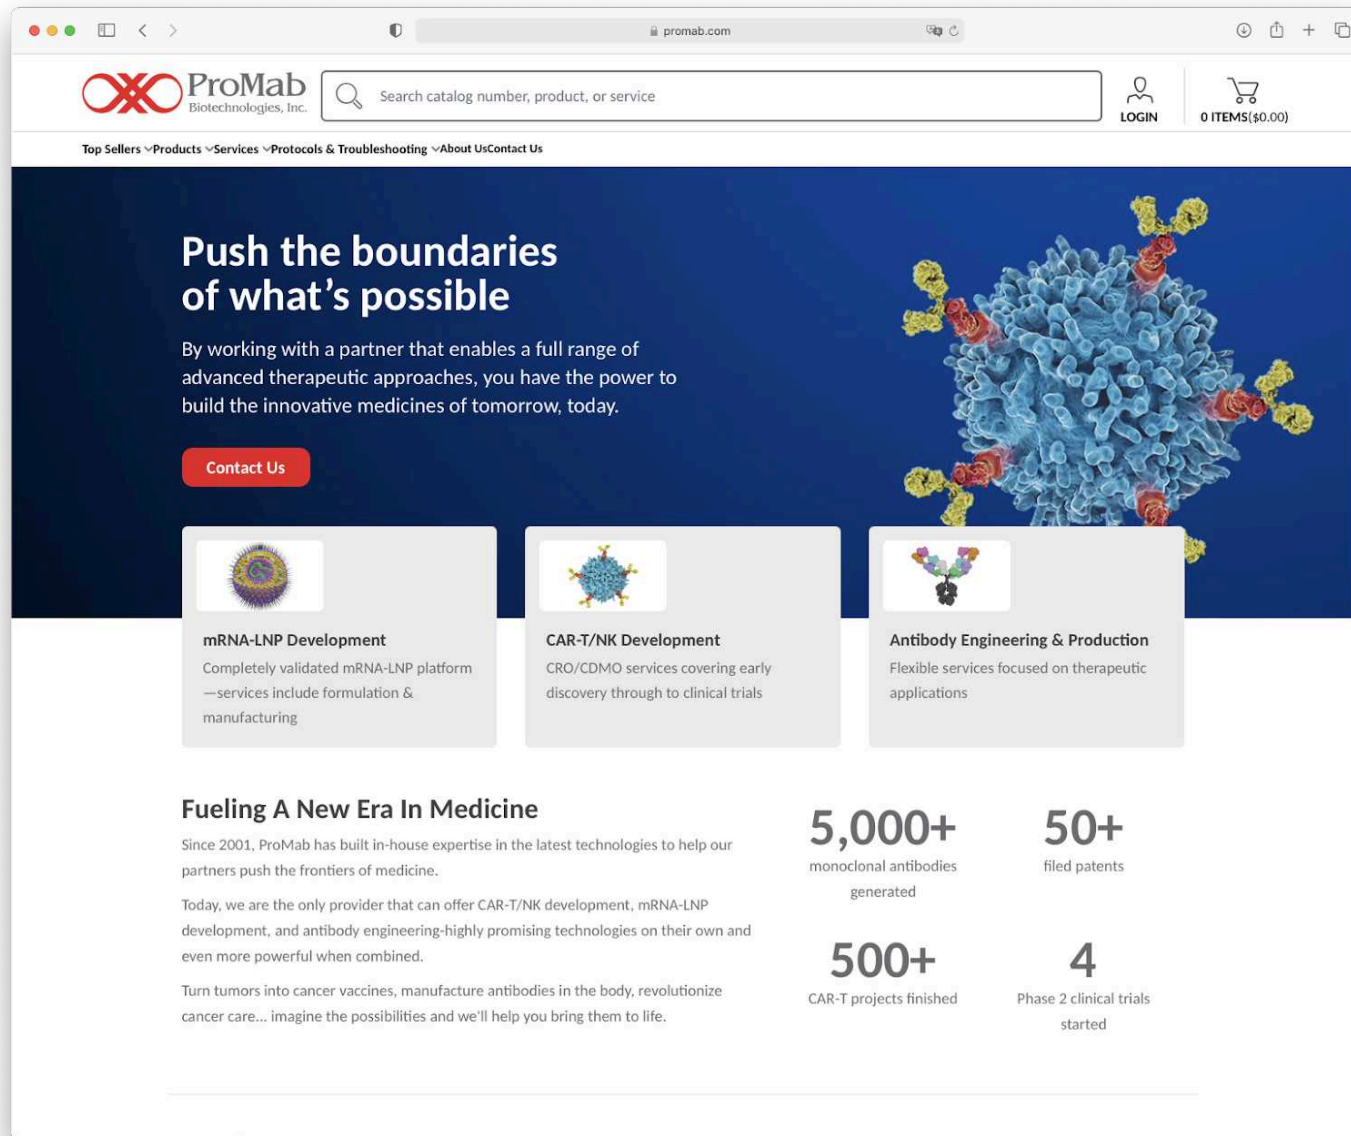 promab.com
ProMab
Biotechnologies, Inc.
Search catalog number, product, or service
LOGIN
0 ITEMS($0.00)
Top Sellers Products Services Protocols & Troubleshooting About UsContact Us
Push the boundaries
of what’s possible
By working with a partner that enables a full range of
advanced therapeutic approaches, you have the power to
build the innovative medicines of tomorrow, today.
Contact Us
mRNA-LNP Development
Completely validated mRNA-LNP platform
—services include formulation &
manufacturing
CAR-T/NK Development
CRO/CDMO services covering early
discovery through to clinical trials
Antibody Engineering & Production
Flexible services focused on therapeutic
applications
Fueling A New Era In Medicine
Since 2001, ProMab has built in-house expertise in the latest technologies to help our
partners push the frontiers of medicine.
Today, we are the only provider that can offer CAR-T/NK development, mRNA-LNP
development, and antibody engineering-highly promising technologies on their own and
even more powerful when combined.
Turn tumors into cancer vaccines, manufacture antibodies in the body, revolutionize
cancer care... imagine the possibilities and we'll help you bring them to life.
5,000+
monoclonal antibodies
generated
50+
filed patents
500+
CAR-T projects finished
4
Phase 2 clinical trials
started